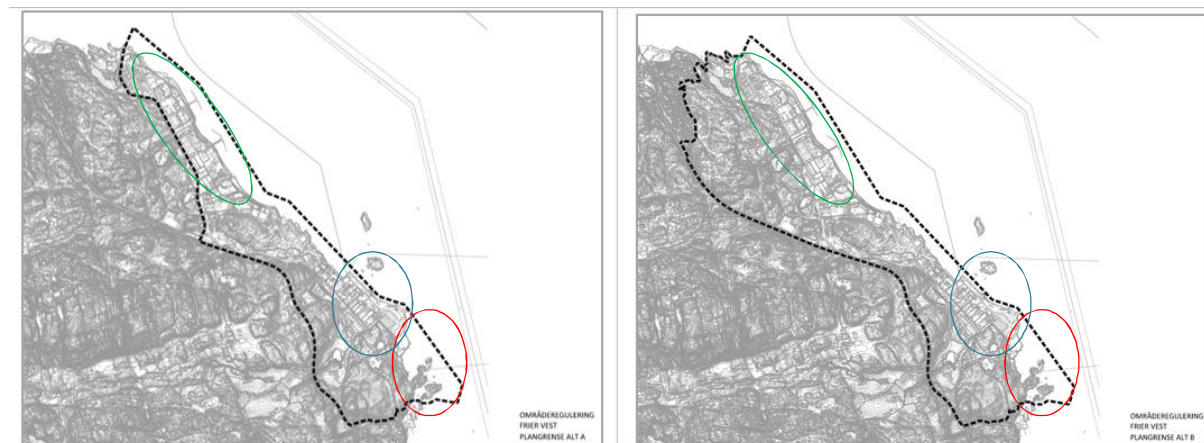 OMRÅDEREGULERING
FRIER VEST
PLANGRENSE ALT A
OMRÅDEREGULERING
FRIER VEST
PLANGRENSE ALT B